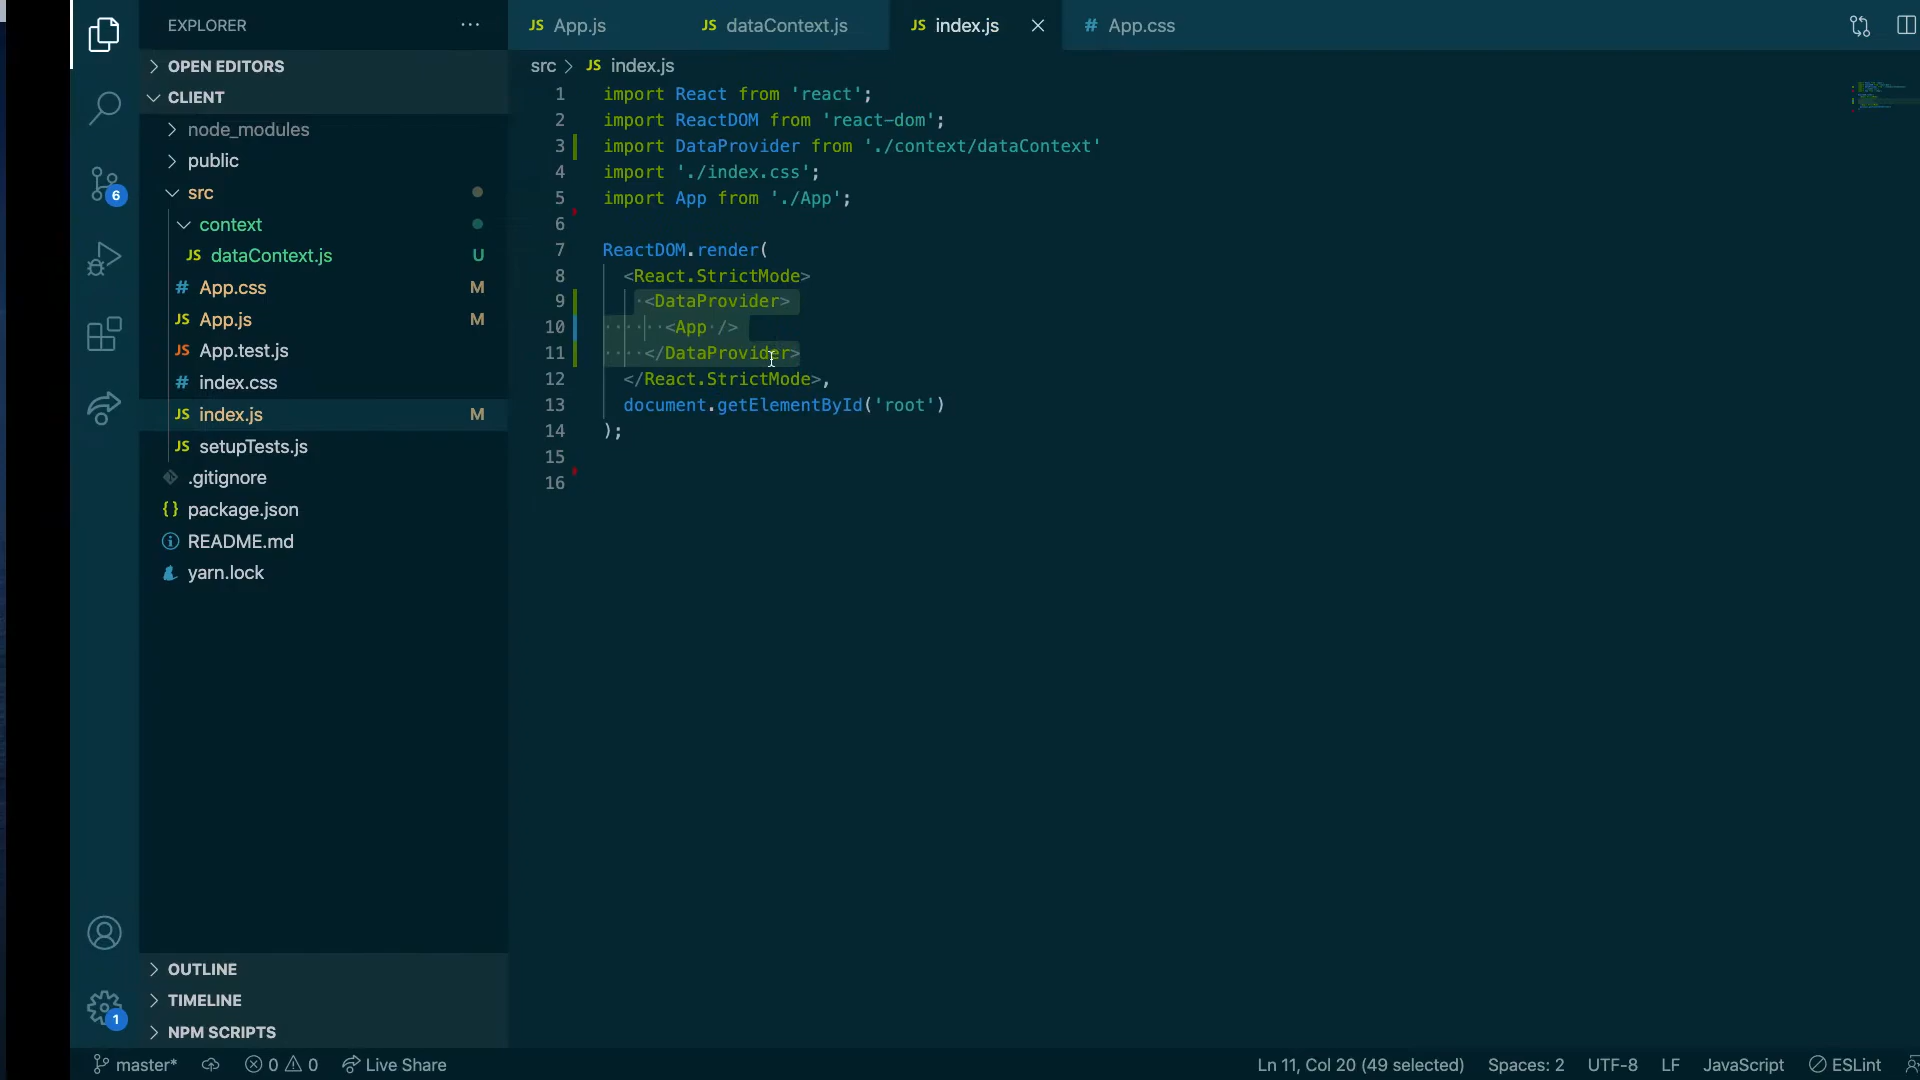 EXPLORER
OPEN EDITORS
CLIENT
node_modules
public
src
context
JS dataContext.js U
# App.css M
JS App.js M
JS App.test.js
# index.css
JS index.js M
JS setupTests.js
.gitignore
{} package.json
README.md
yarn.lock
OUTLINE
TIMELINE
NPM SCRIPTS
6
1
JS App.js JS dataContext.js JS index.js # App.css
src > JS index.js
1 import React from 'react';
2 import ReactDOM from 'react-dom';
3 import DataProvider from './context/dataContext'
4 import './index.css';
5 import App from './App';
6
7 ReactDOM.render(
8 <React.StrictMode>
9 <DataProvider>
10 <App />
11 </DataProvider>
12 </React.StrictMode>,
13 document.getElementById('root')
14 );
15
16
master* 0 0 Live Share Ln 11, Col 20 (49 selected) Spaces: 2 UTF-8 LF JavaScript ESLint